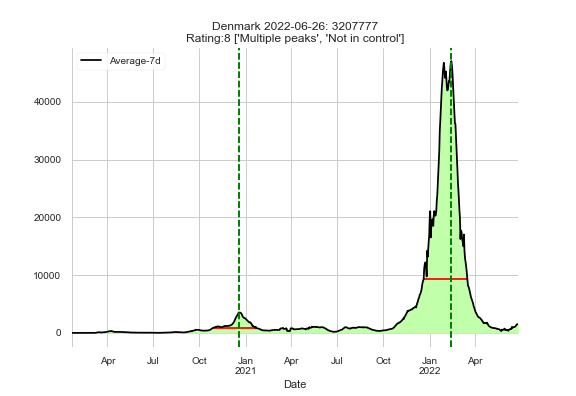 Denmark 2022-06-26: 3207777
Rating:8 ['Multiple peaks', 'Not in control']
Average-7d
40000
30000
20000
10000
0
Apr Jul Oct Jan Apr Jul Oct Jan Apr
2021 2022
Date